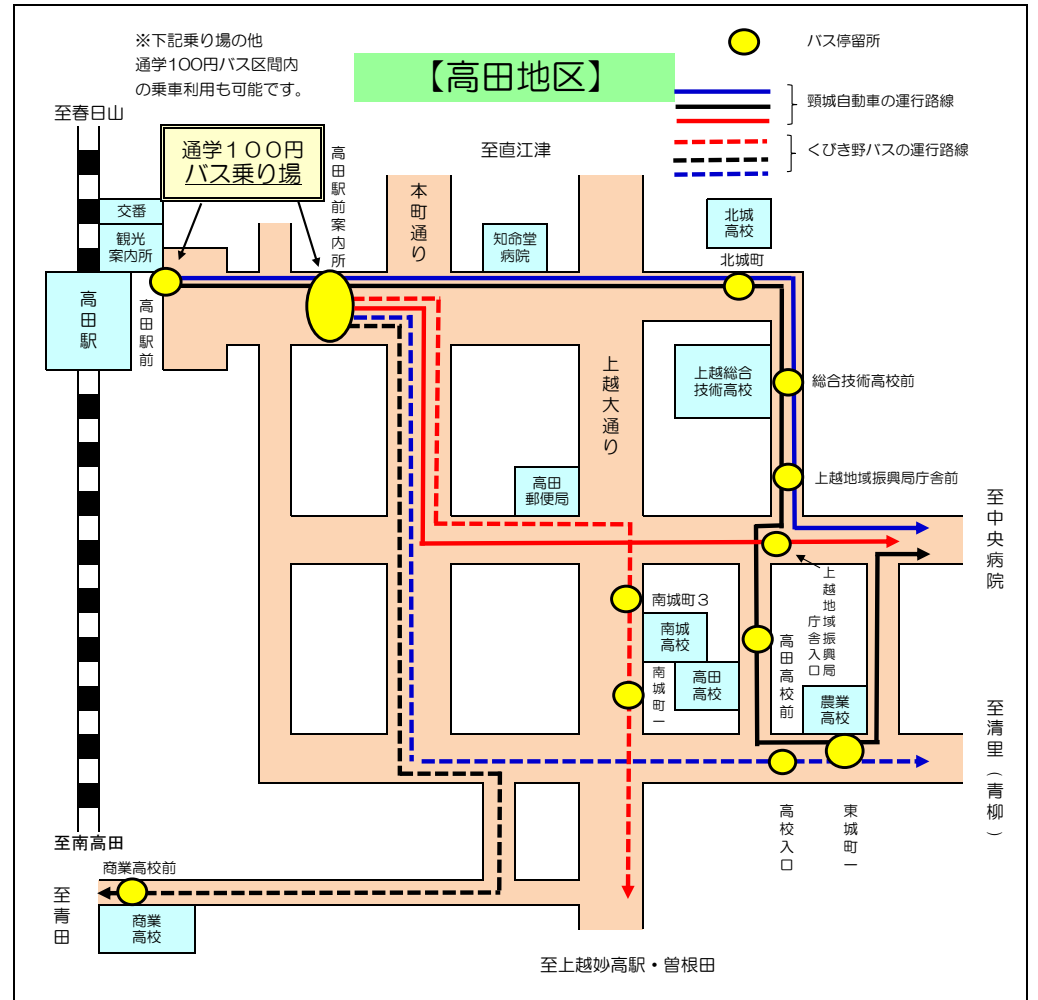 ※下記乗り場の他
通学100円バス区間内
の乗車利用も可能です。
【高田地区】
バス停留所
頸城自動車の運行路線
くびき野バスの運行路線
至春日山
通学１００円
バス乗り場
高田駅前案内所
至直江津
本町通り
交番
観光
案内所
知命堂
病院
北城
高校
北城町
高田駅
高田駅前
上越大通り
上越総合
技術高校
総合技術高校前
高田
郵便局
上越地域振興局庁舎前
至中央病院
南城町３
南城
高校
高田
高校
南城町一
高田高校前
上越地域振興局
庁舎入口
農業
高校
至清里（青柳）
至南高田
高校入口
東城町一
商業高校前
至青田
商業
高校
至上越妙高駅・曽根田